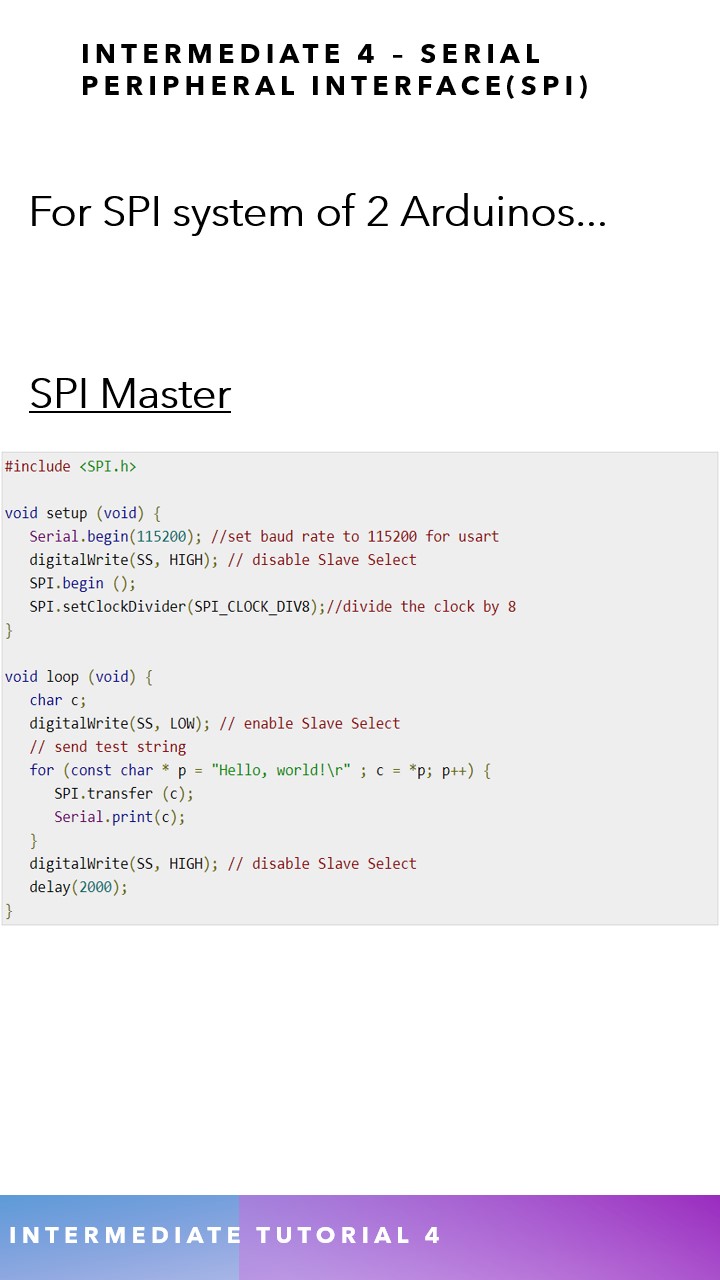 INTERMEDIATE 4 – SERIAL
PERIPHERAL INTERFACE(SPI)
For SPI system of 2 Arduinos...
SPI Master
#include <SPI.h>
void setup (void) {
   Serial.begin(115200); //set baud rate to 115200 for usart
   digitalWrite(SS, HIGH); // disable Slave Select
   SPI.begin ();
   SPI.setClockDivider(SPI_CLOCK_DIV8);//divide the clock by 8
}
void loop (void) {
   char c;
   digitalWrite(SS, LOW); // enable Slave Select
   // send test string
   for (const char * p = "Hello, world!\r" ; c = *p; p++) {
      SPI.transfer (c);
      Serial.print(c);
   }
   digitalWrite(SS, HIGH); // disable Slave Select
   delay(2000);
}
INTERMEDIATE TUTORIAL 4